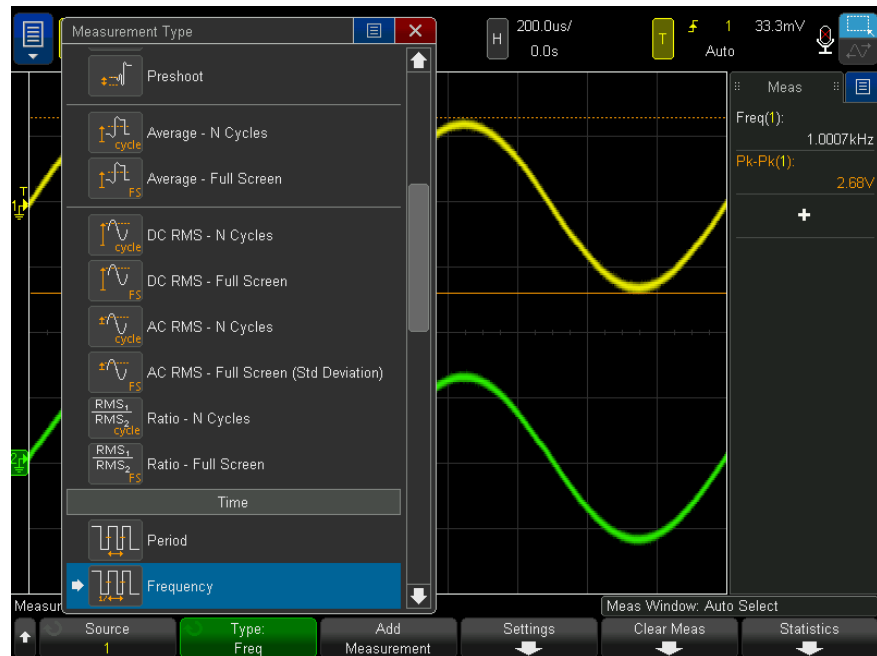 Measurement Type
H
200.0us/
0.0s
T
1
33.3mV
Auto
Preshoot
cycle
Average - N Cycles
FS
Average - Full Screen
cycle
DC RMS - N Cycles
FS
DC RMS - Full Screen
cycle
AC RMS - N Cycles
FS
AC RMS - Full Screen (Std Deviation)
RMS₁
RMS₂
cycle
Ratio - N Cycles
RMS₁
RMS₂
FS
Ratio - Full Screen
Time
Period
1/
Frequency
T
1
2
Meas
Freq(1):
1.0007kHz
Pk-Pk(1):
2.68V
+
Measur
Meas Window: Auto Select
Source
1
Type:
Freq
Add
Measurement
Settings
Clear Meas
Statistics